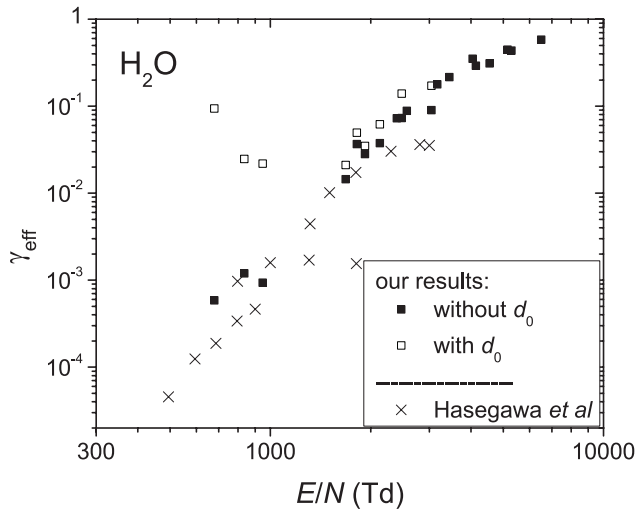 H₂O
γeff
1
10⁻¹
10⁻²
10⁻³
10⁻⁴
our results:
without d₀
with d₀
Hasegawa et al
300
1000
10000
E/N (Td)